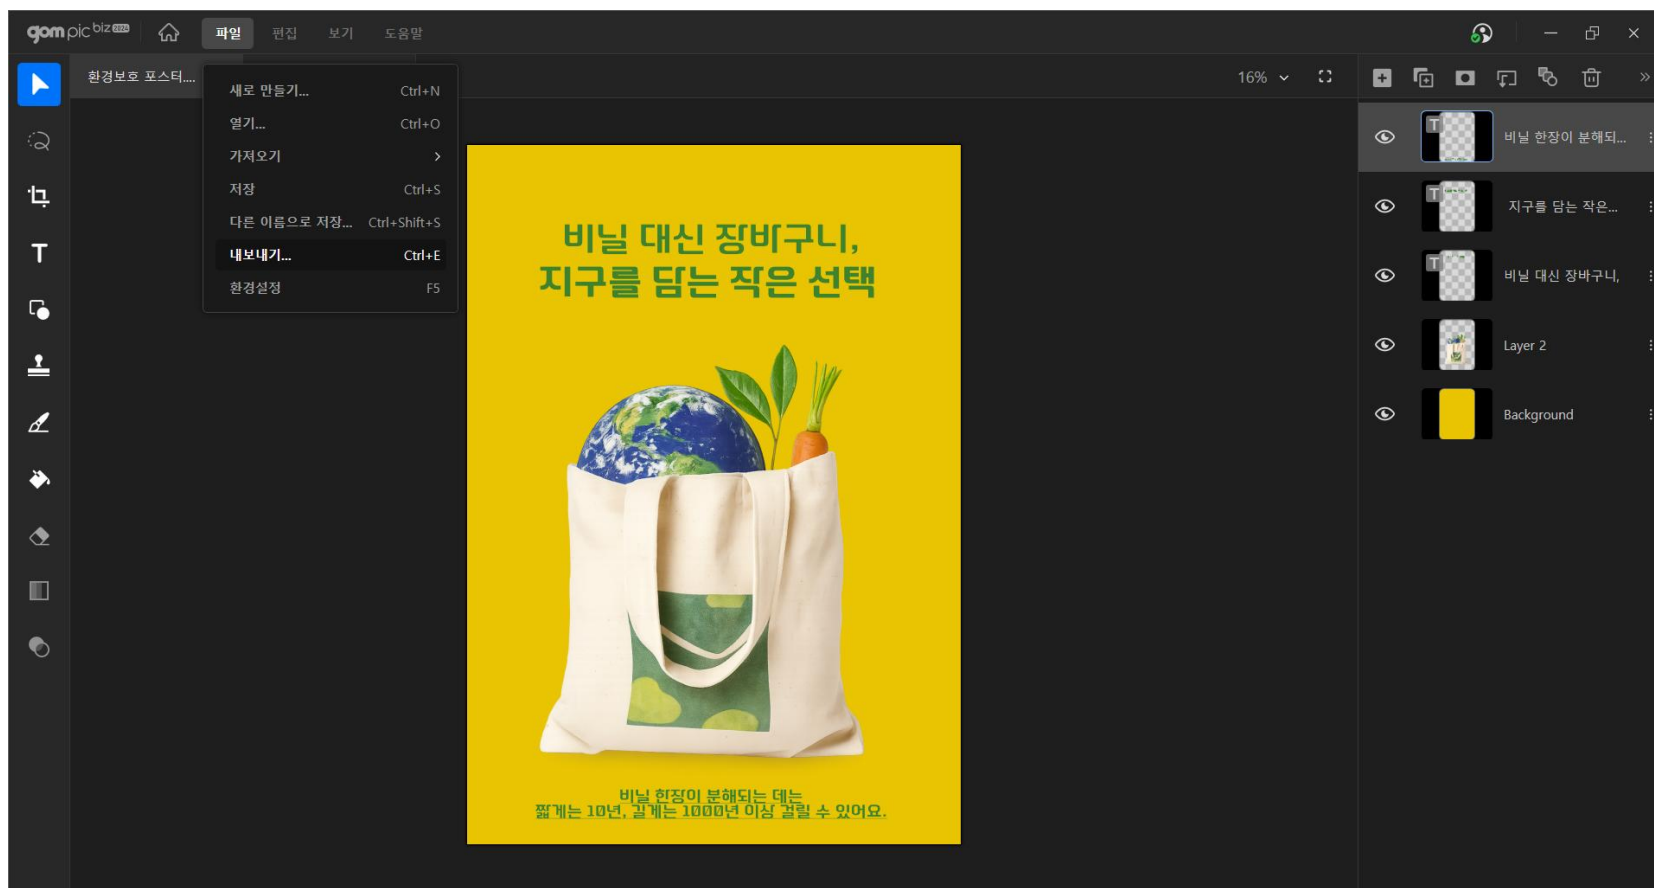 gom pic biz 2024
파일 편집 보기 도움말
환경보호 포스터....
16%
새로 만들기... Ctrl+N
열기... Ctrl+O
가져오기
저장 Ctrl+S
다른 이름으로 저장... Ctrl+Shift+S
내보내기... Ctrl+E
환경설정 F5
비닐 대신 장바구니,
지구를 담는 작은 선택
비닐 한장이 분해되는 데는
짧게는 10년, 길게는 1000년 이상 걸릴 수 있어요.
T 비닐 한장이 분해되...
T 지구를 담는 작은...
T 비닐 대신 장바구니,
Layer 2
Background